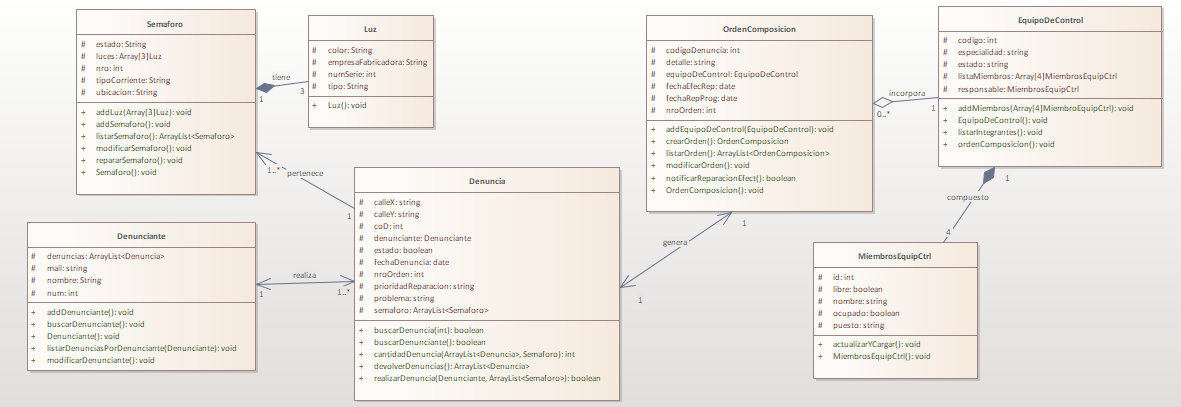 Semaforo
# estado: String
# luces: Array[3]Luz
# nro: int
# tipoCorriente: String
# ubicacion: String
+ addLuz(Array[3]Luz): void
+ addSemaforo(): void
+ listarSemaforo(): ArrayList<Semaforo>
+ modificarSemaforo(): void
+ repararSemaforo(): void
+ Semaforo(): void
tiene
1
3
Luz
# color: String
# empresaFabricadora: String
# numSerie: int
# tipo: String
+ Luz(): void
1..*
pertenece
1
Denunciante
# denuncias: ArrayList<Denuncia>
# mail: string
# nombre: String
# num: int
+ addDenunciante(): void
+ buscarDenunciante(): void
+ Denunciante(): void
+ listarDenunciasPorDenunciante(Denunciante): void
+ modificarDenunciante(): void
realiza
1
1..*
Denuncia
# calleX: string
# calleY: string
# coD: int
# denunciante: Denunciante
# estado: boolean
# fechaDenuncia: date
# nroOrden: int
# prioridadReparacion: string
# problema: string
# semaforo: ArrayList<Semaforo>
+ buscarDenuncia(int): boolean
+ buscarDenunciante(): boolean
+ cantidadDenuncia(ArrayList<Denuncia>, Semaforo): int
+ devolverDenuncias(): ArrayList<Denuncia>
+ realizarDenuncia(Denunciante, ArrayList<Semaforo>): boolean
genera
1
1
OrdenComposicion
# codigoDenuncia: int
# detalle: string
# equipoDeControl: EquipoDeControl
# fechaEfecRep: date
# fechaRepProg: date
# nroOrden: int
+ addEquipoDeControl(EquipoDeControl): void
+ crearOrden(): OrdenComposicion
+ listarOrden(): ArrayList<OrdenComposicion>
+ modificarOrden(): void
+ notificarReparacionEfect(): boolean
+ OrdenComposicion(): void
incorpora
0..*
1
EquipoDeControl
# codigo: int
# especialidad: string
# estado: string
# listaMiembros: Array[4]MiembrosEquipCtrl
# responsable: MiembrosEquipCtrl
+ addMiembros(Array[4]MiembroEquipCtrl): void
+ EquipoDeControl(): void
+ listarIntegrantes(): void
+ ordenComposicion(): void
1
compuesto
4
MiembrosEquipCtrl
# id: int
# libre: boolean
# nombre: string
# ocupado: boolean
# puesto: string
+ actualizarYCargar(): void
+ MiembrosEquipCtrl(): void